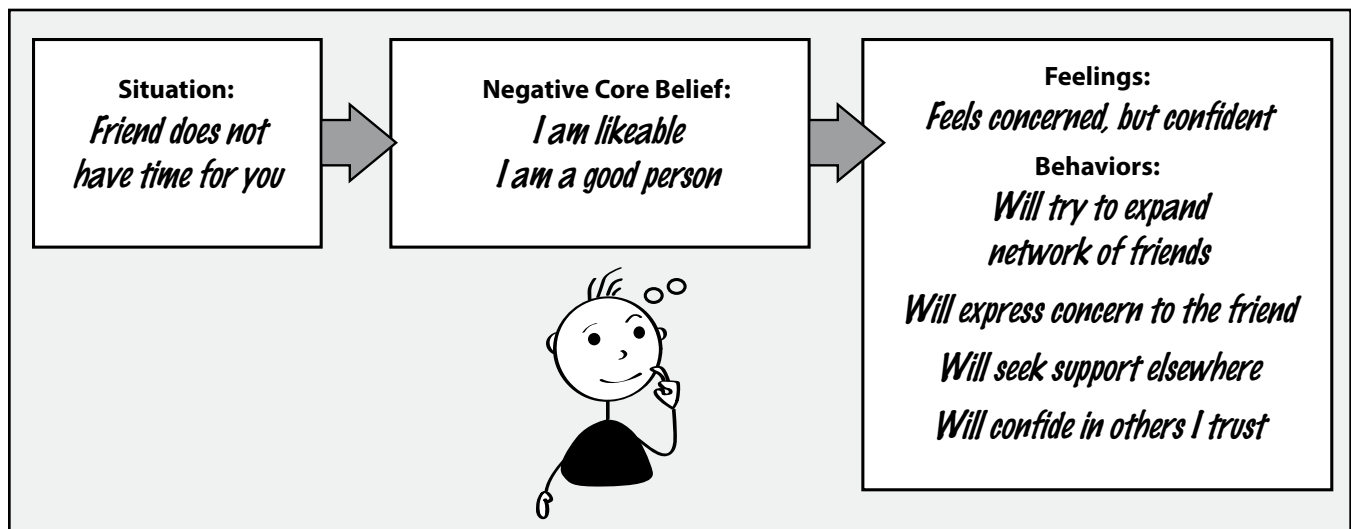 Situation:
Friend does not
have time for you
Negative Core Belief:
I am likeable
I am a good person
Feelings:
Feels concerned, but confident
Behaviors:
Will try to expand
network of friends
Will express concern to the friend
Will seek support elsewhere
Will confide in others I trust